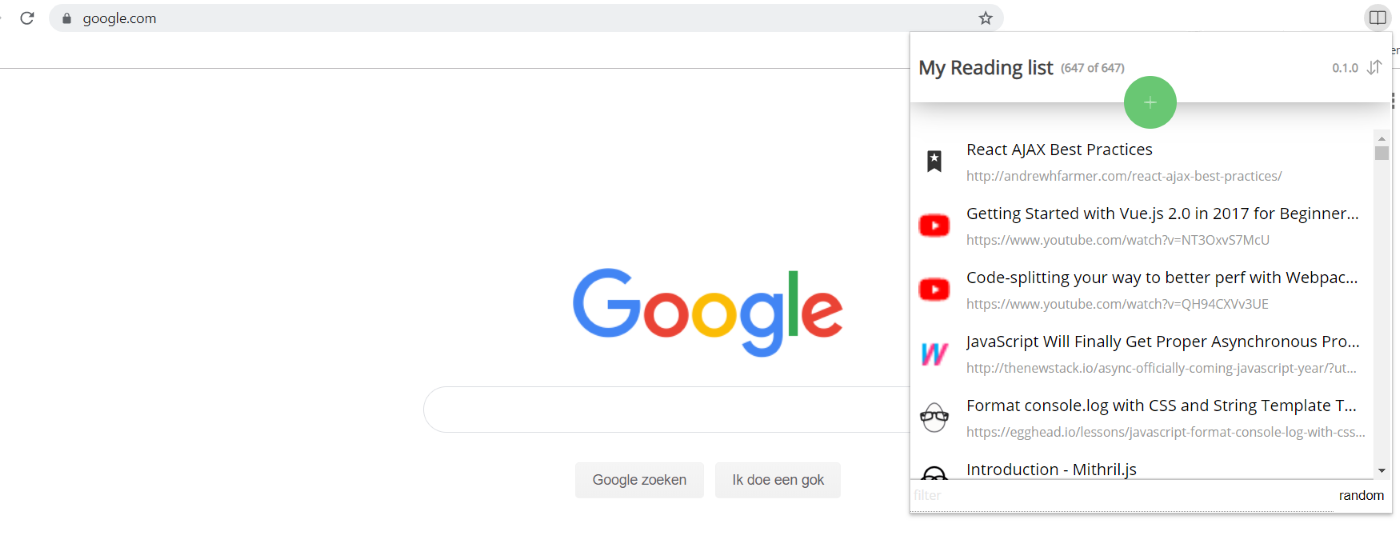 google.com
My Reading list (647 of 647) 0.1.0
+
React AJAX Best Practices
http://andrewhfarmer.com/react-ajax-best-practices/
Getting Started with Vue.js 2.0 in 2017 for Beginner...
https://www.youtube.com/watch?v=NT3OxvS7McU
Code-splitting your way to better perf with Webpac...
https://www.youtube.com/watch?v=QH94CXVv3UE
JavaScript Will Finally Get Proper Asynchronous Pro...
http://thenewstack.io/async-officially-coming-javascript-year/?ut...
Format console.log with CSS and String Template T...
https://egghead.io/lessons/javascript-format-console-log-with-css...
Introduction - Mithril.js
filter random
Google
Google zoeken Ik doe een gok